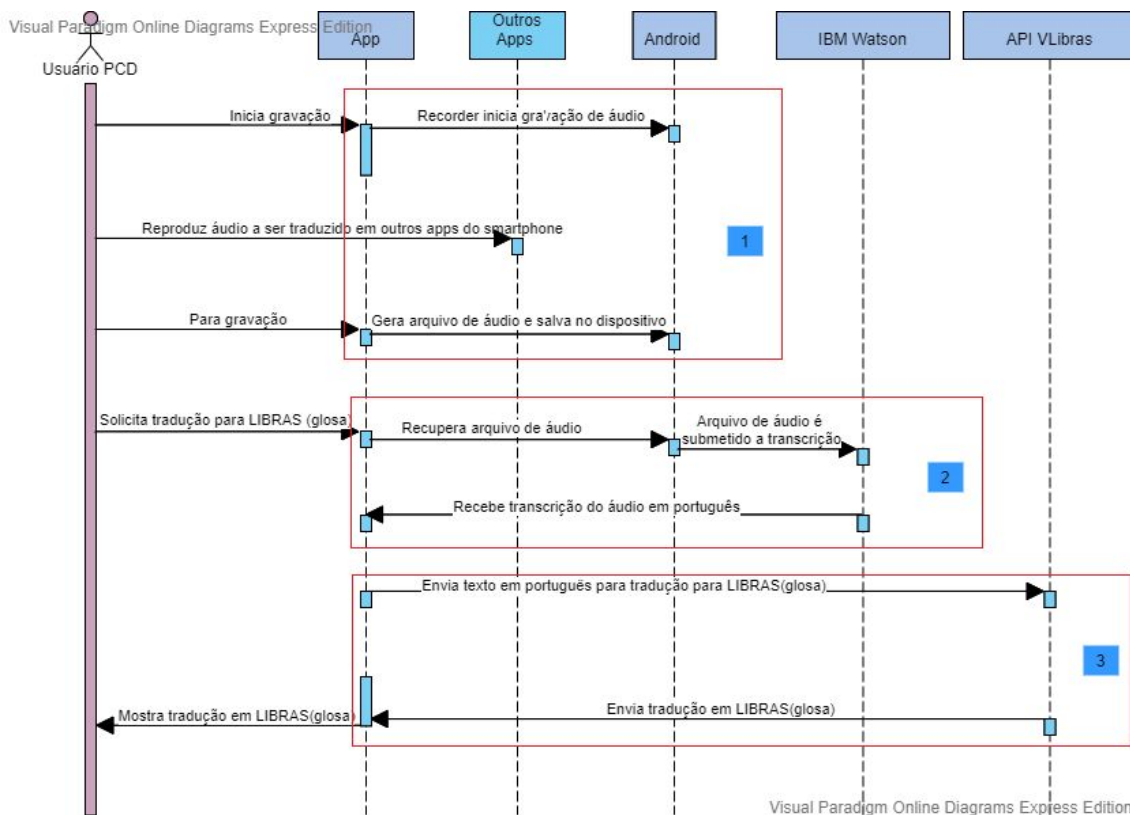 Visual Paradigm Online Diagrams Express Edition
Usuário PCD
App
Outros
Apps
Android
IBM Watson
API VLibras
Inicia gravação
Recorder inicia gra'/ação de áudio
Reproduz áudio a ser traduzido em outros apps do smartphone
1
Para gravação
Gera arquivo de áudio e salva no dispositivo
Solicita tradução para LIBRAS (glosa)
Recupera arquivo de áudio
Arquivo de áudio é
submetido a transcrição
2
Recebe transcrição do áudio em português
Envia texto em português para tradução para LIBRAS(glosa)
3
Mostra tradução em LIBRAS(glosa)
Envia tradução em LIBRAS(glosa)
Visual Paradigm Online Diagrams Express Edition